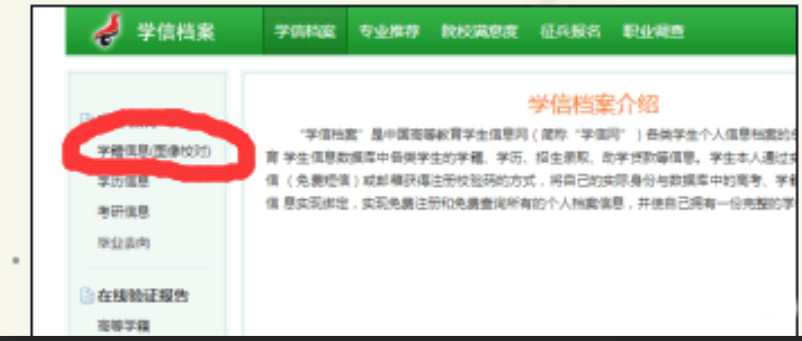 学信档案
学信档案 专业推荐 院校满意度 征兵报名 职业调查
学籍信息(图像校对)
学历信息
考研信息
毕业去向
在线验证报告
高等学籍
学信档案介绍
“学信档案”是中国高等教育学生信息网（简称“学信网”）各类学生个人信息档案的
育 学生信息数据库中各类学生的学籍、学历、招生录取、助学贷款等信息。学生本人通过
信（免费短信）或邮箱获得注册校验码的方式，将自己的实际身份与数据库中的高考、学
信 息实现绑定，实现免费注册和免费查阅所有的个人档案信息，并使自己拥有一份完整的学